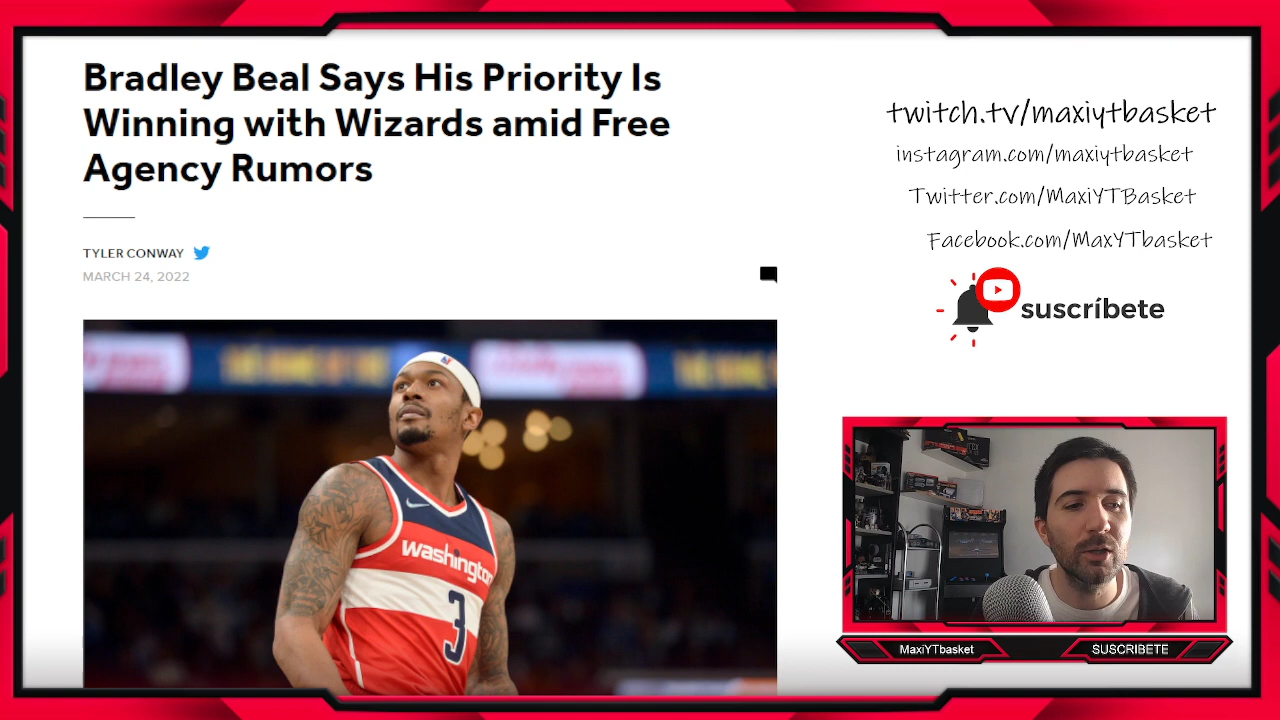 Bradley Beal Says His Priority Is
Winning with Wizards amid Free
Agency Rumors
TYLER CONWAY
MARCH 24, 2022
washington
3
twitch.tv/maxiytbasket
instagram.com/maxiytbasket
Twitter.com/MaxiYTBasket
Facebook.com/MaxYTbasket
suscríbete
MaxiYTbasket
SUSCRIBETE